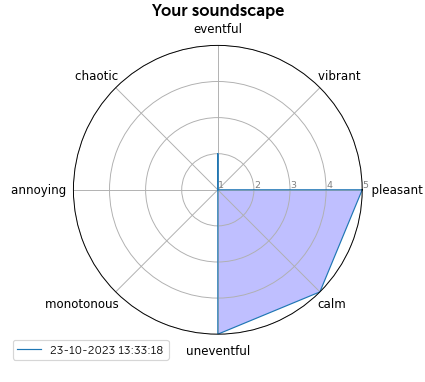 Your soundscape
eventful
chaotic
vibrant
annoying
1 2 3 4 5
pleasant
monotonous
calm
uneventful
23-10-2023 13:33:18